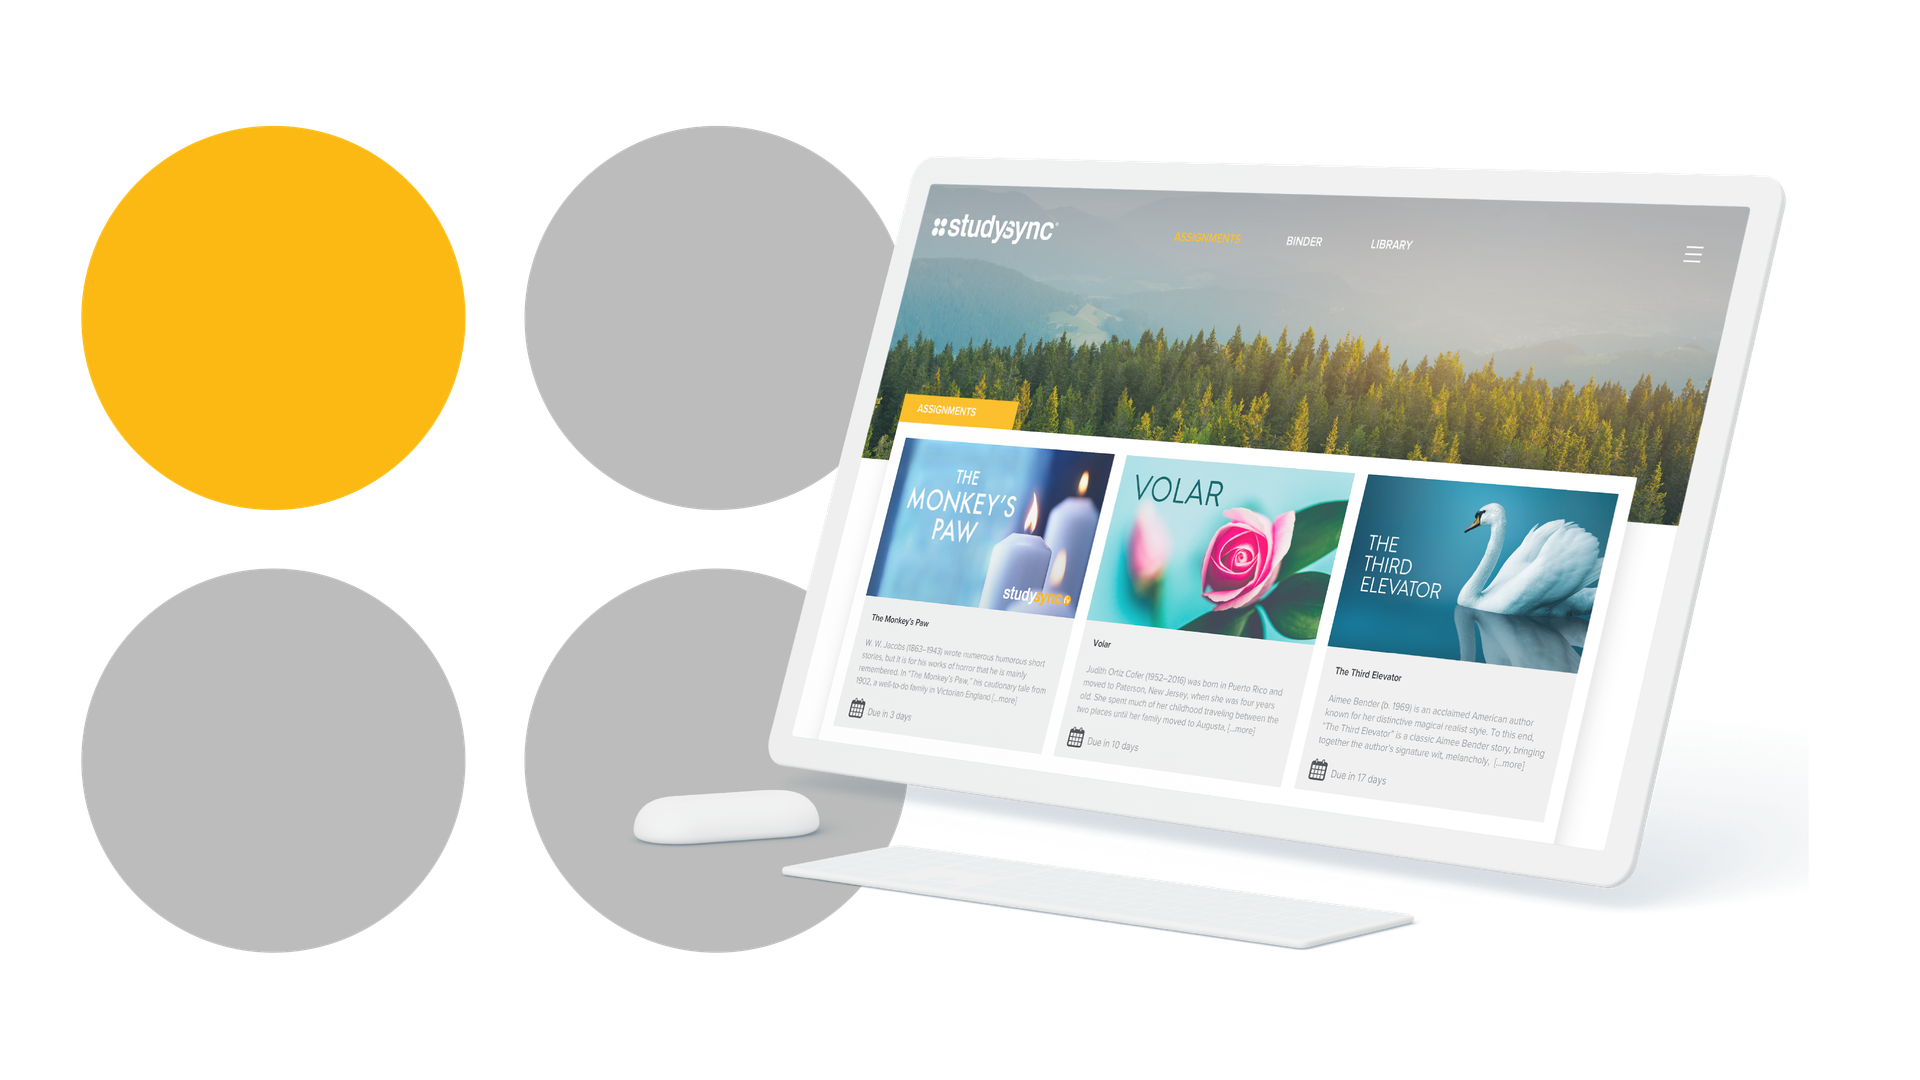 studysync®
ASSIGNMENTS
BINDER
LIBRARY
ASSIGNMENTS
THE
MONKEY'S
PAW
studysync
The Monkey's Paw
W. W. Jacobs (1863–1943) wrote numerous humorous short
stories, but it is for his works of horror that he is mainly
remembered. In "The Monkey's Paw," his cautionary tale from
1902, a well-to-do family in Victorian England [...more]
Due in 3 days
VOLAR
Volar
Judith Ortiz Cofer (1952–2016) was born in Puerto Rico and
moved to Paterson, New Jersey, when she was four years
old. She spent much of her childhood traveling between the
two places until her family moved to Augusta, [...more]
Due in 10 days
THE
THIRD
ELEVATOR
The Third Elevator
Aimee Bender (b. 1969) is an acclaimed American author
known for her distinctive magical realist style. To this end,
"The Third Elevator" is a classic Aimee Bender story, bringing
together the author's signature wit, melancholy, [...more]
Due in 17 days